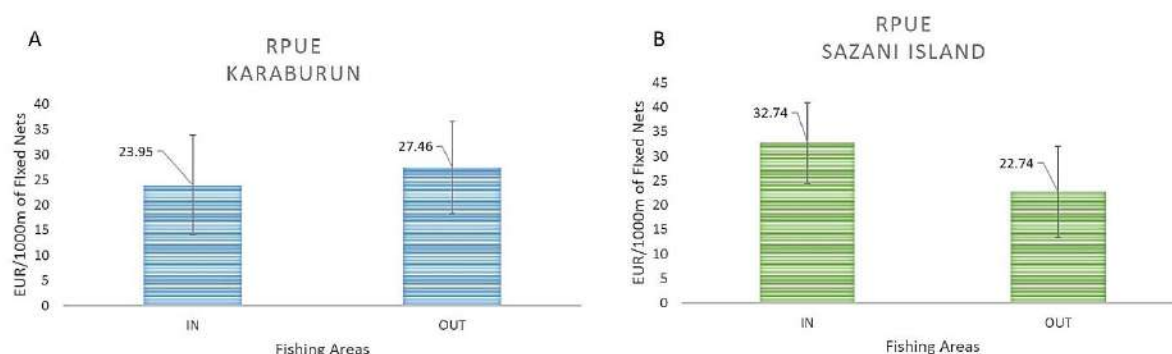 A
RPUE
KARABURUN
EUR/1000m of FIxed Nets
40
35
30
25
20
15
10
5
0
23.95
27.46
IN
OUT
Fishing Areas
B
RPUE
SAZANI ISLAND
EUR/1000m of FIxed Nets
45
40
35
30
25
20
15
10
5
0
32.74
22.74
IN
OUT
Fishing Areas